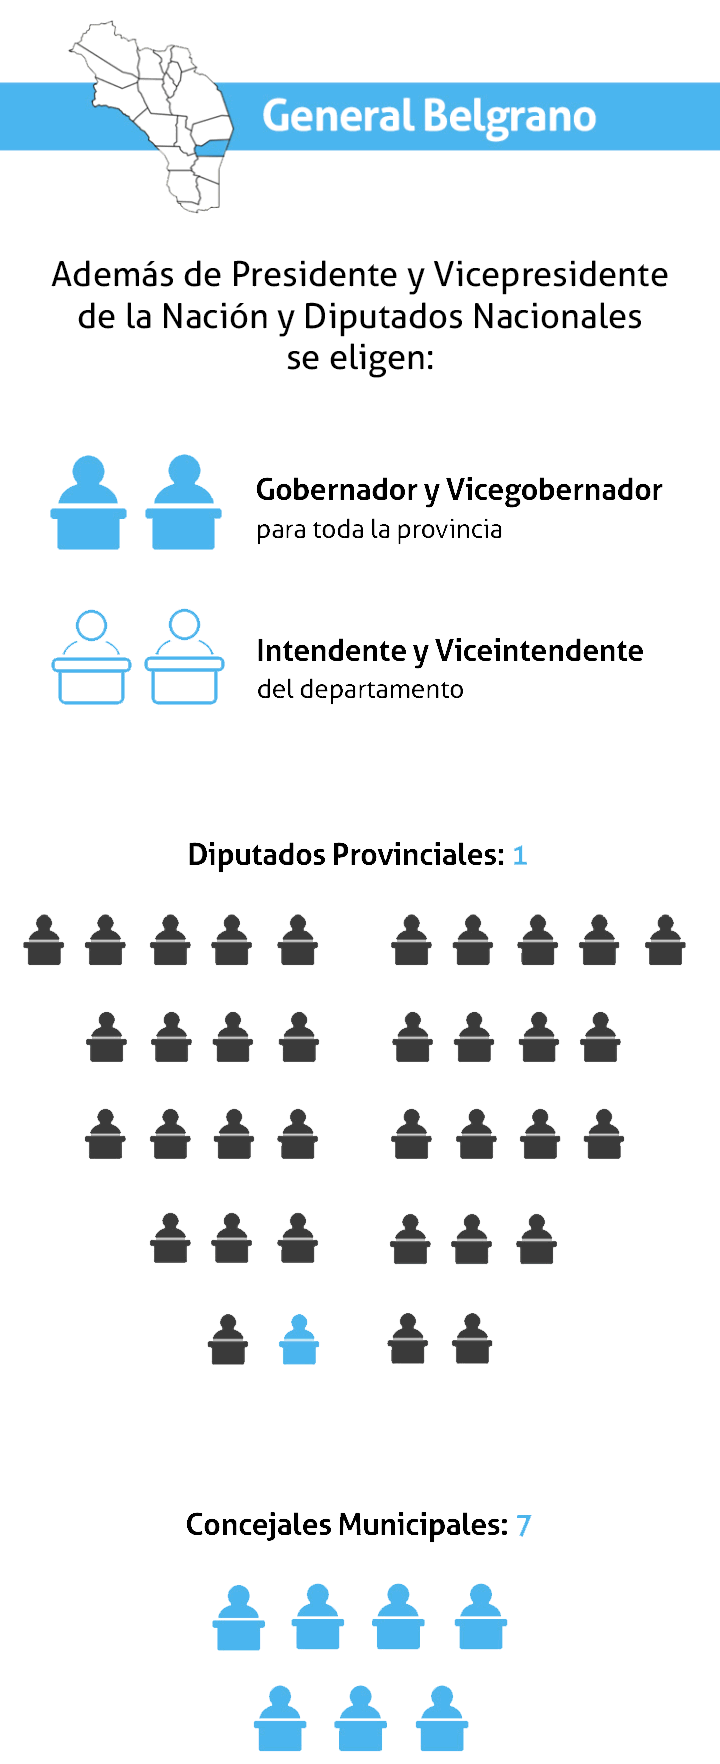 General Belgrano
Además de Presidente y Vicepresidente
de la Nación y Diputados Nacionales
se eligen:
Gobernador y Vicegobernador
para toda la provincia
Intendente y Viceintendente
del departamento
Diputados Provinciales: 1
Concejales Municipales: 7